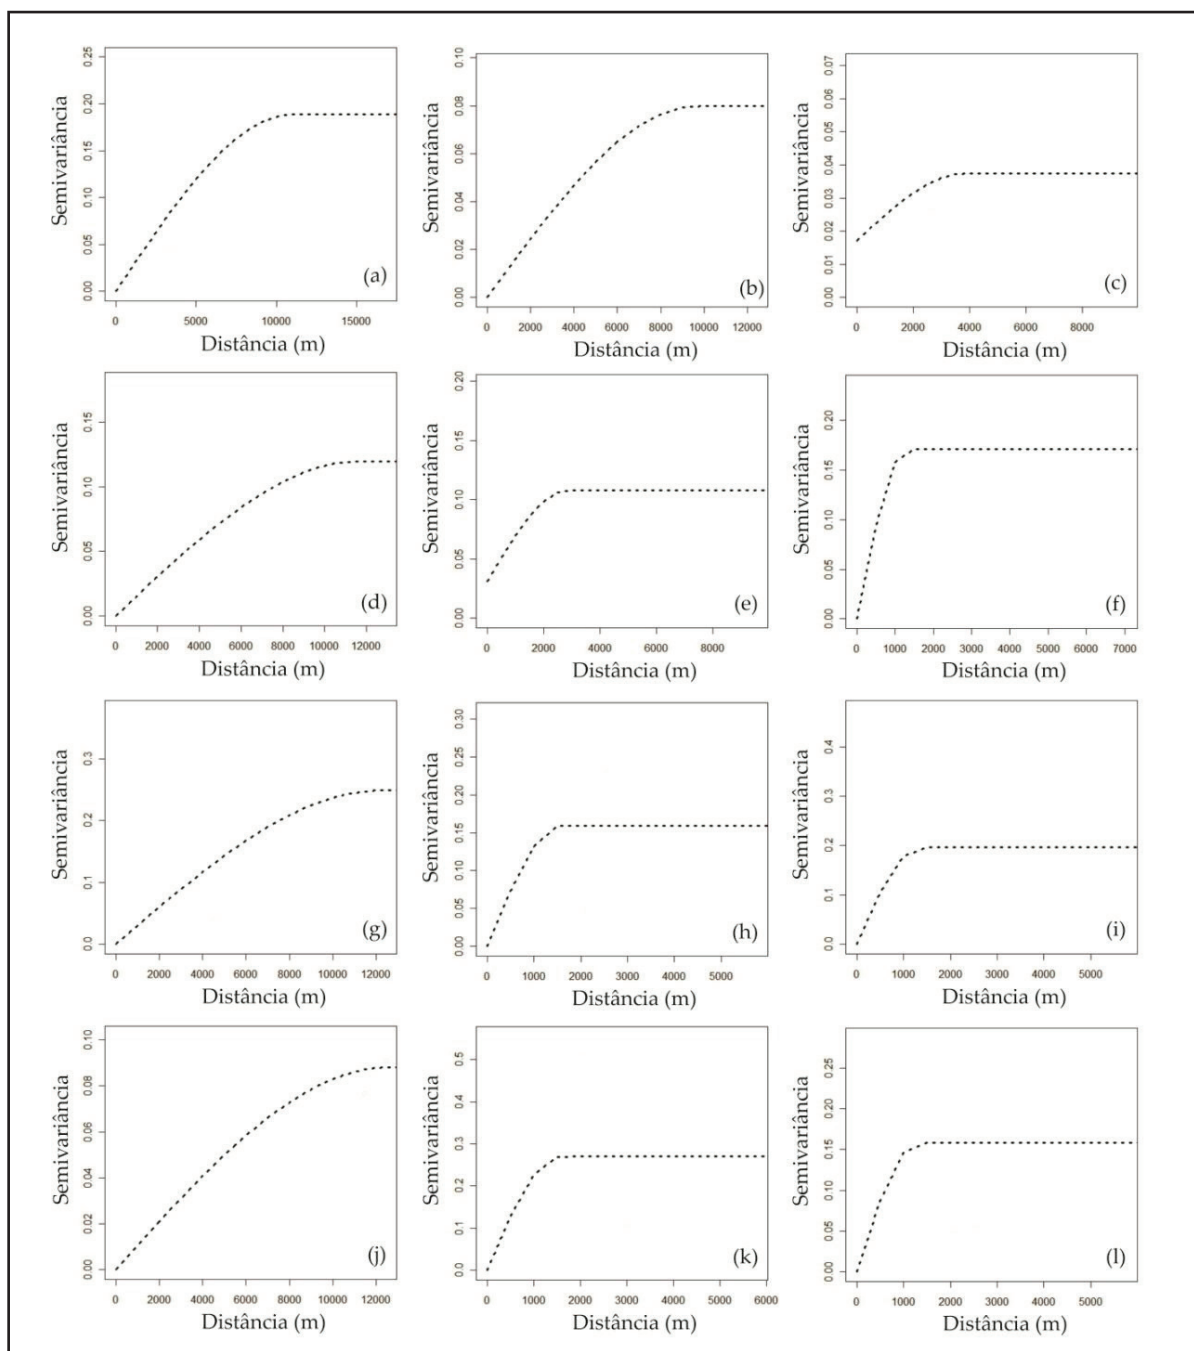 Semivariância
0.00 0.05 0.10 0.15 0.20 0.25
(a)
0 5000 10000 15000
Distância (m)
Semivariância
0.00 0.02 0.04 0.06 0.08 0.10
(b)
0 2000 4000 6000 8000 10000 12000
Distância (m)
Semivariância
0.00 0.01 0.02 0.03 0.04 0.05 0.06 0.07
(c)
0 2000 4000 6000 8000
Distância (m)
Semivariância
0.00 0.05 0.10 0.15
(d)
0 2000 4000 6000 8000 10000 12000
Distância (m)
Semivariância
0.00 0.05 0.10 0.15 0.20
(e)
0 2000 4000 6000 8000
Distância (m)
Semivariância
0.00 0.05 0.10 0.15 0.20
(f)
0 1000 2000 3000 4000 5000 6000 7000
Distância (m)
Semivariância
0.0 0.1 0.2 0.3
(g)
0 2000 4000 6000 8000 10000 12000
Distância (m)
Semivariância
0.00 0.05 0.10 0.15 0.20 0.25 0.30
(h)
0 1000 2000 3000 4000 5000
Distância (m)
Semivariância
0.0 0.1 0.2 0.3 0.4
(i)
0 1000 2000 3000 4000 5000
Distância (m)
Semivariância
0.00 0.02 0.04 0.06 0.08 0.10
(j)
0 2000 4000 6000 8000 10000 12000
Distância (m)
Semivariância
0.0 0.1 0.2 0.3 0.4 0.5
(k)
0 1000 2000 3000 4000 5000 6000
Distância (m)
Semivariância
0.00 0.05 0.10 0.15 0.20 0.25
(l)
0 1000 2000 3000 4000 5000
Distância (m)